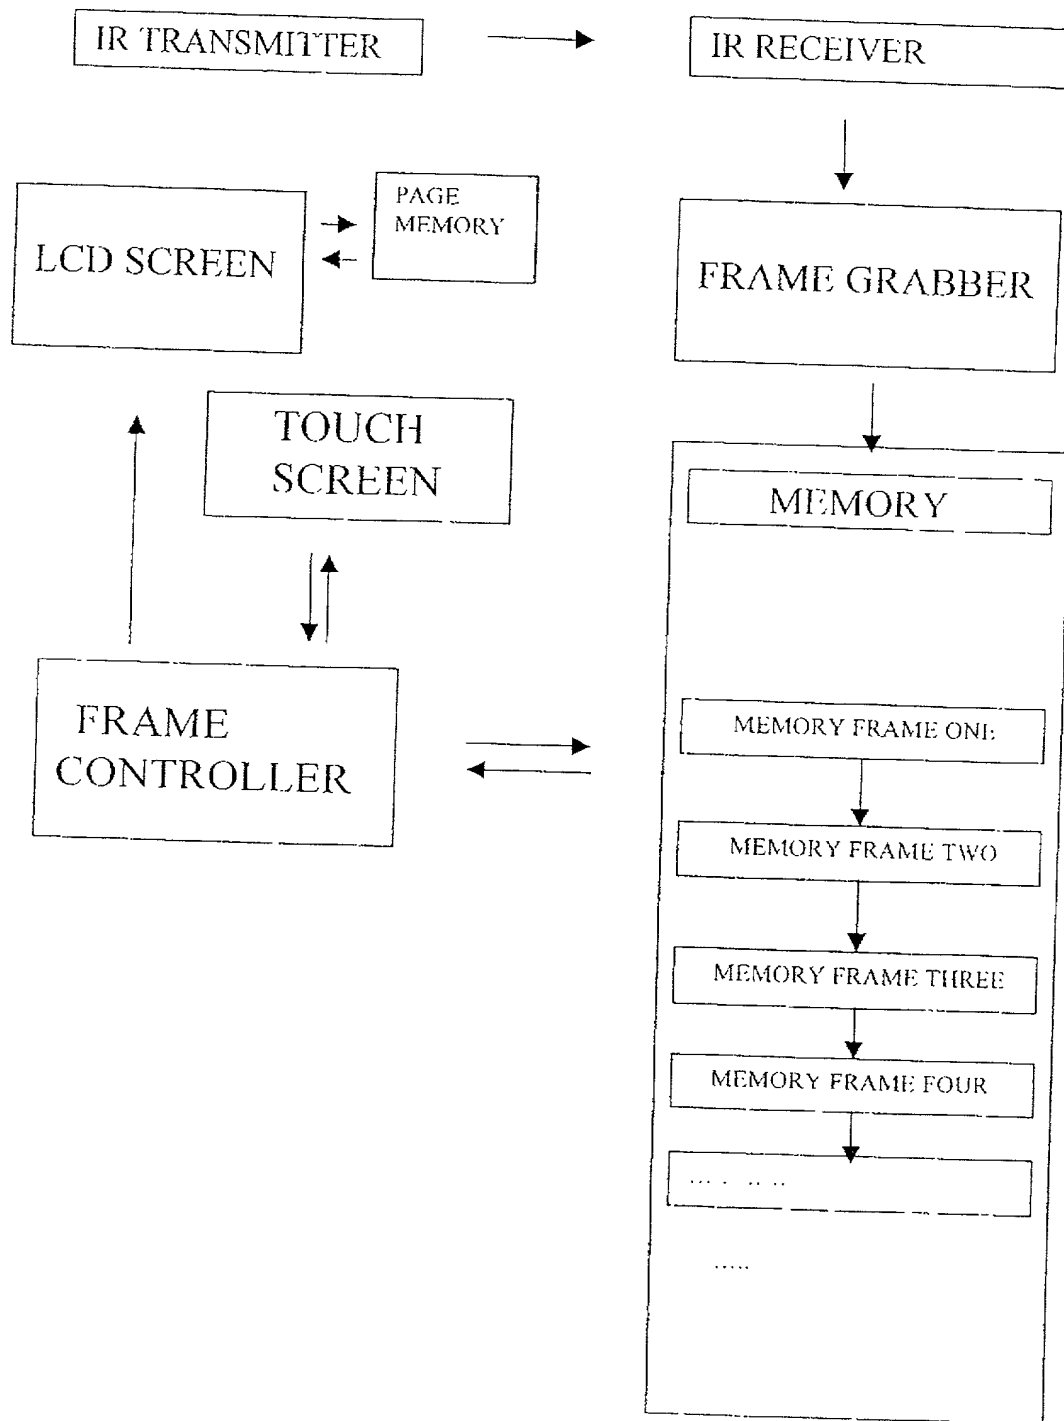 IR TRANSMITTER
IR RECEIVER
PAGE
MEMORY
LCD SCREEN
FRAME GRABBER
TOUCH
SCREEN
MEMORY
FRAME
CONTROLLER
MEMORY FRAME ONE
MEMORY FRAME TWO
MEMORY FRAME THREE
MEMORY FRAME FOUR
... . .. ..
.....